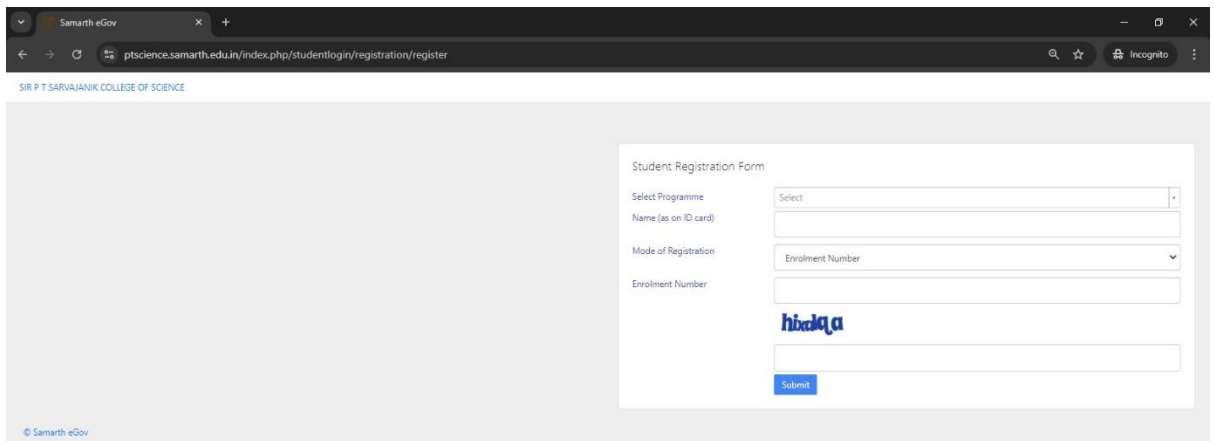 Samarth eGov
ptscience.samarth.edu.in/index.php/studentlogin/registration/register
Incognito
SIR P T SARVAJANIK COLLEGE OF SCIENCE
Student Registration Form
Select Programme
Select
Name (as on ID card)
Mode of Registration
Enrolment Number
Enrolment Number
Submit
© Samarth eGov